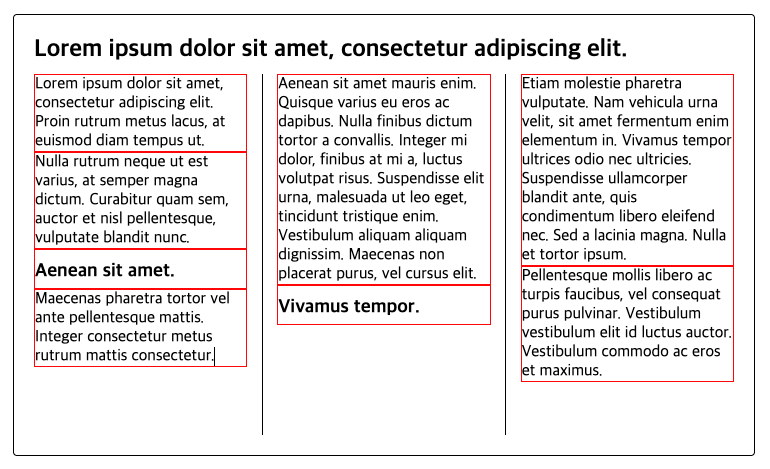 Lorem ipsum dolor sit amet, consectetur adipiscing elit.
Lorem ipsum dolor sit amet,
consectetur adipiscing elit.
Proin rutrum metus lacus, at
euismod diam tempus ut.
Nulla rutrum neque ut est
varius, at semper magna
dictum. Curabitur quam sem,
auctor et nisl pellentesque,
vulputate blandit nunc.
Aenean sit amet.
Maecenas pharetra tortor vel
ante pellentesque mattis.
Integer consectetur metus
rutrum mattis consectetur.
Aenean sit amet mauris enim.
Quisque varius eu eros ac
dapibus. Nulla finibus dictum
tortor a convallis. Integer mi
dolor, finibus at mi a, luctus
volutpat risus. Suspendisse elit
urna, malesuada ut leo eget,
tincidunt tristique enim.
Vestibulum aliquam aliquam
dignissim. Maecenas non
placerat purus, vel cursus elit.
Vivamus tempor.
Etiam molestie pharetra
vulputate. Nam vehicula urna
velit, sit amet fermentum enim
elementum in. Vivamus tempor
ultrices odio nec ultricies.
Suspendisse ullamcorper
blandit ante, quis
condimentum libero eleifend
nec. Sed a lacinia magna. Nulla
et tortor ipsum.
Pellentesque mollis libero ac
turpis faucibus, vel consequat
purus pulvinar. Vestibulum
vestibulum elit id luctus auctor.
Vestibulum commodo ac eros
et maximus.